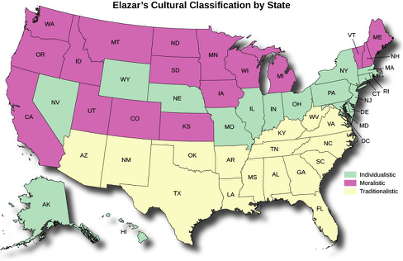 Elazar's Cultural Classification by State
WA
MT
ND
MN
VT
ME
OR
ID
SD
WI
MI
NY
NH
MA
WY
CT
RI
NV
NE
IA
PA
NJ
CA
UT
CO
KS
MO
IL
IN
OH
DE
MD
DC
WV
VA
KY
AZ
NM
OK
AR
TN
NC
SC
TX
LA
MS
AL
GA
FL
AK
HI
Individualistic
Moralistic
Traditionalistic